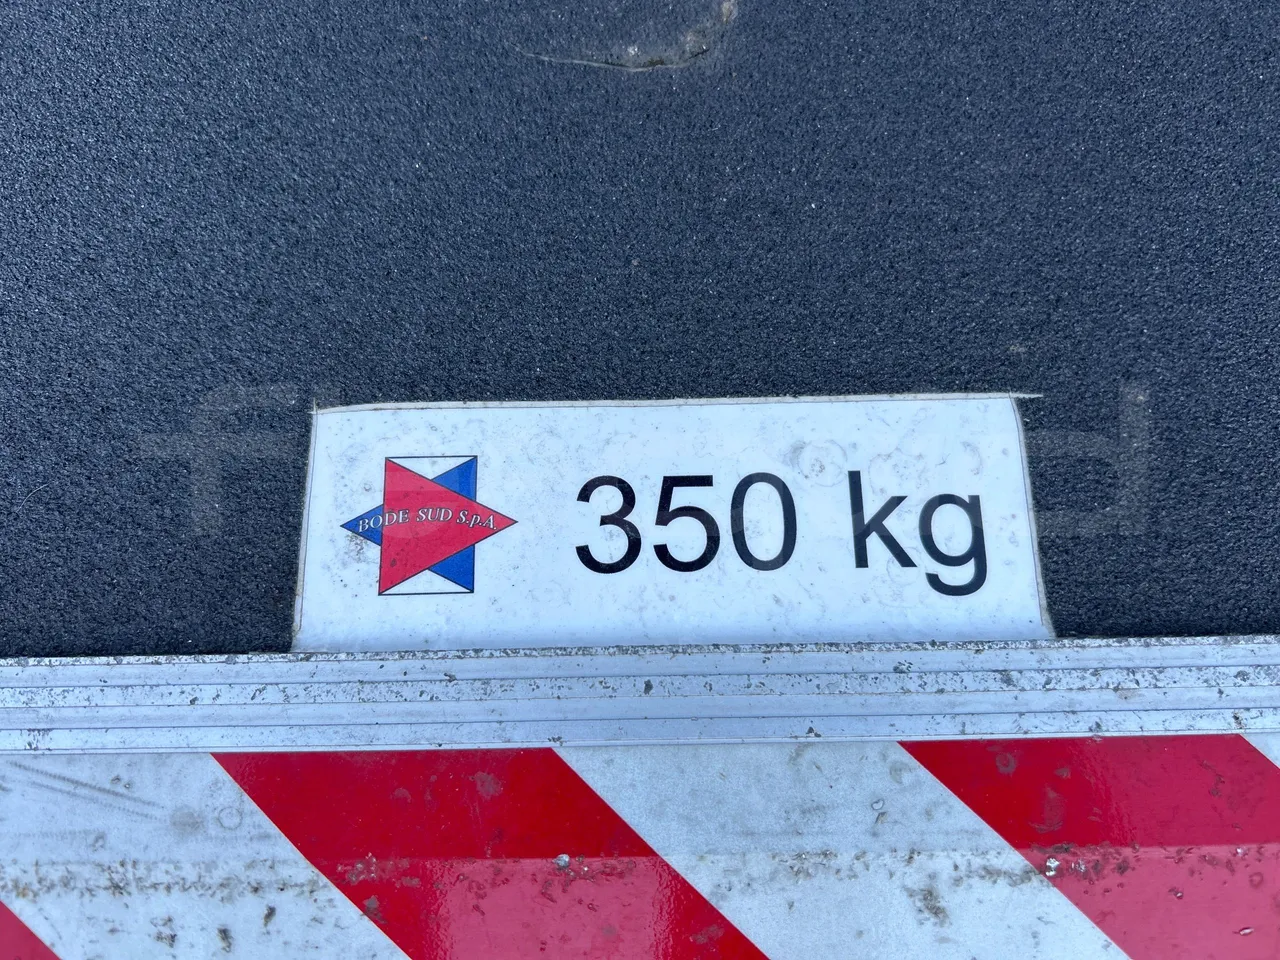 BODE SUD S.p.A.
350 kg